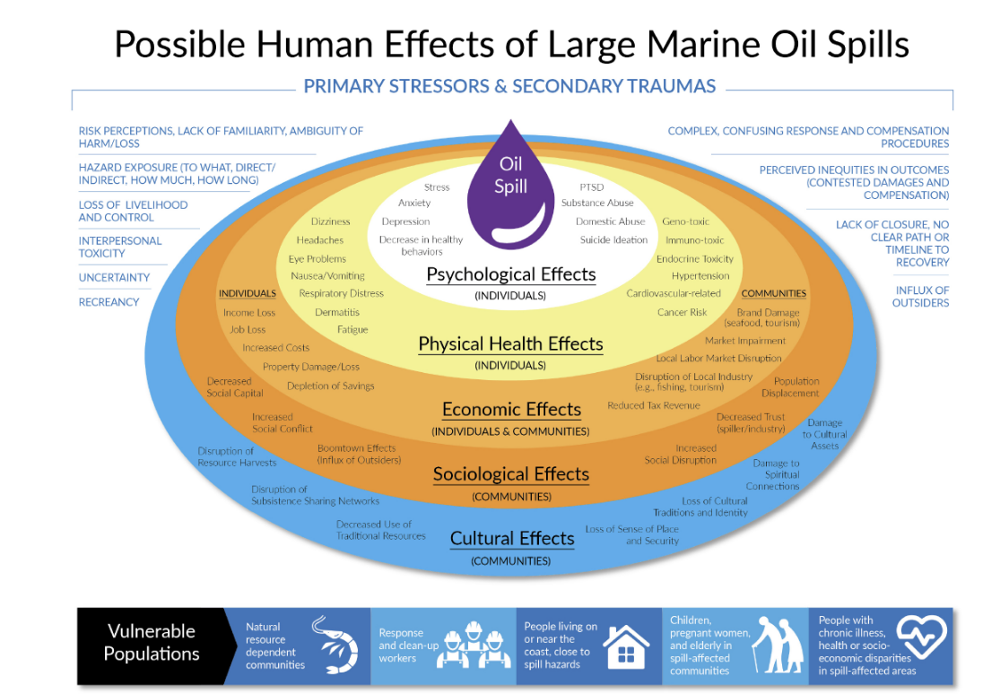 Possible Human Effects of Large Marine Oil Spills
PRIMARY STRESSORS & SECONDARY TRAUMAS
RISK PERCEPTIONS, LACK OF FAMILIARITY, AMBIGUITY OF
HARM/LOSS
HAZARD EXPOSURE (TO WHAT, DIRECT/
INDIRECT, HOW MUCH, HOW LONG)
LOSS OF LIVELIHOOD
AND CONTROL
INTERPERSONAL
TOXICITY
UNCERTAINTY
RECREANCY
COMPLEX, CONFUSING RESPONSE AND COMPENSATION
PROCEDURES
PERCEIVED INEQUITIES IN OUTCOMES
(CONTESTED DAMAGES AND
COMPENSATION)
LACK OF CLOSURE, NO
CLEAR PATH OR
TIMELINE TO
RECOVERY
INFLUX OF
OUTSIDERS
Oil
Spill
Stress
Anxiety
Depression
Decrease in healthy
behaviors
PTSD
Substance Abuse
Domestic Abuse
Suicide Ideation
Psychological Effects
(INDIVIDUALS)
Dizziness
Headaches
Eye Problems
Nausea/Vomiting
Respiratory Distress
Dermatitis
Fatigue
Geno-toxic
Immuno-toxic
Endocrine Toxicity
Hypertension
Cardiovascular-related
Cancer Risk
Physical Health Effects
(INDIVIDUALS)
INDIVIDUALS
Income Loss
Job Loss
Increased Costs
Property Damage/Loss
Depletion of Savings
COMMUNITIES
Brand Damage
(seafood, tourism)
Market Impairment
Local Labor Market Disruption
Disruption of Local Industry
(e.g., fishing, tourism)
Reduced Tax Revenue
Economic Effects
(INDIVIDUALS & COMMUNITIES)
Decreased
Social Capital
Increased
Social Conflict
Boomtown Effects
(Influx of Outsiders)
Population
Displacement
Decreased Trust
(spiller/industry)
Increased
Social Disruption
Sociological Effects
(COMMUNITIES)
Disruption of
Resource Harvests
Disruption of
Subsistence Sharing Networks
Decreased Use of
Traditional Resources
Damage
to Cultural
Assets
Damage to
Spiritual
Connections
Loss of Cultural
Traditions and Identity
Loss of Sense of Place
and Security
Cultural Effects
(COMMUNITIES)
Vulnerable
Populations
Natural
resource
dependent
communities
Response
and clean-up
workers
People living on
or near the
coast, close to
spill hazards
Children,
pregnant women,
and elderly in
spill-affected
communities
People with
chronic illness,
health or socio-
economic disparities
in spill-affected areas